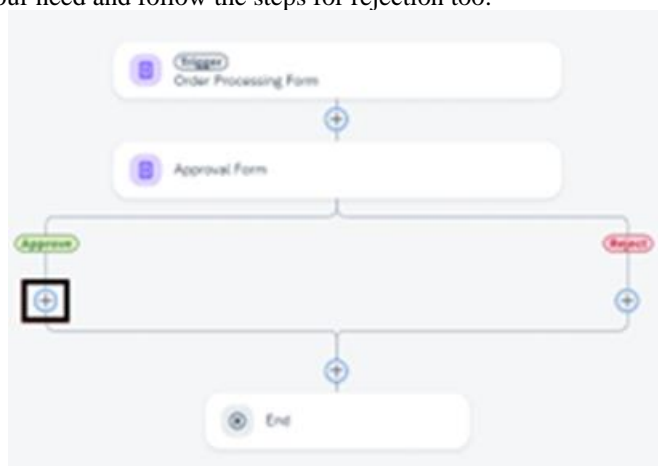 our need and follow the steps for rejection too.
Trigger
Order Processing Form
Approval Form
Approve
Reject
End